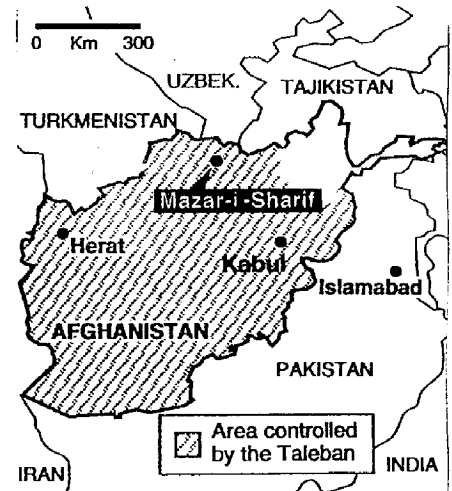 0 Km 300
UZBEK.
TAJIKISTAN
TURKMENISTAN
Mazar-i-Sharif
Herat
Kabul
Islamabad
AFGHANISTAN
PAKISTAN
Area controlled
by the Taleban
IRAN
INDIA